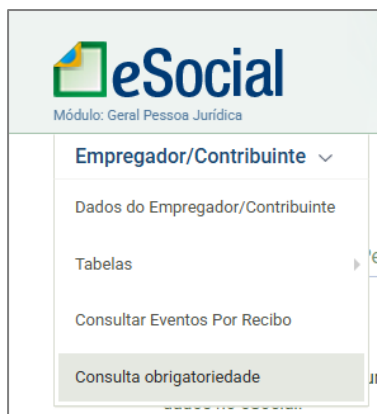 eSocial
Módulo: Geral Pessoa Jurídica
Empregador/Contribuinte
Dados do Empregador/Contribuinte
Tabelas
Consultar Eventos Por Recibo
Consulta obrigatoriedade